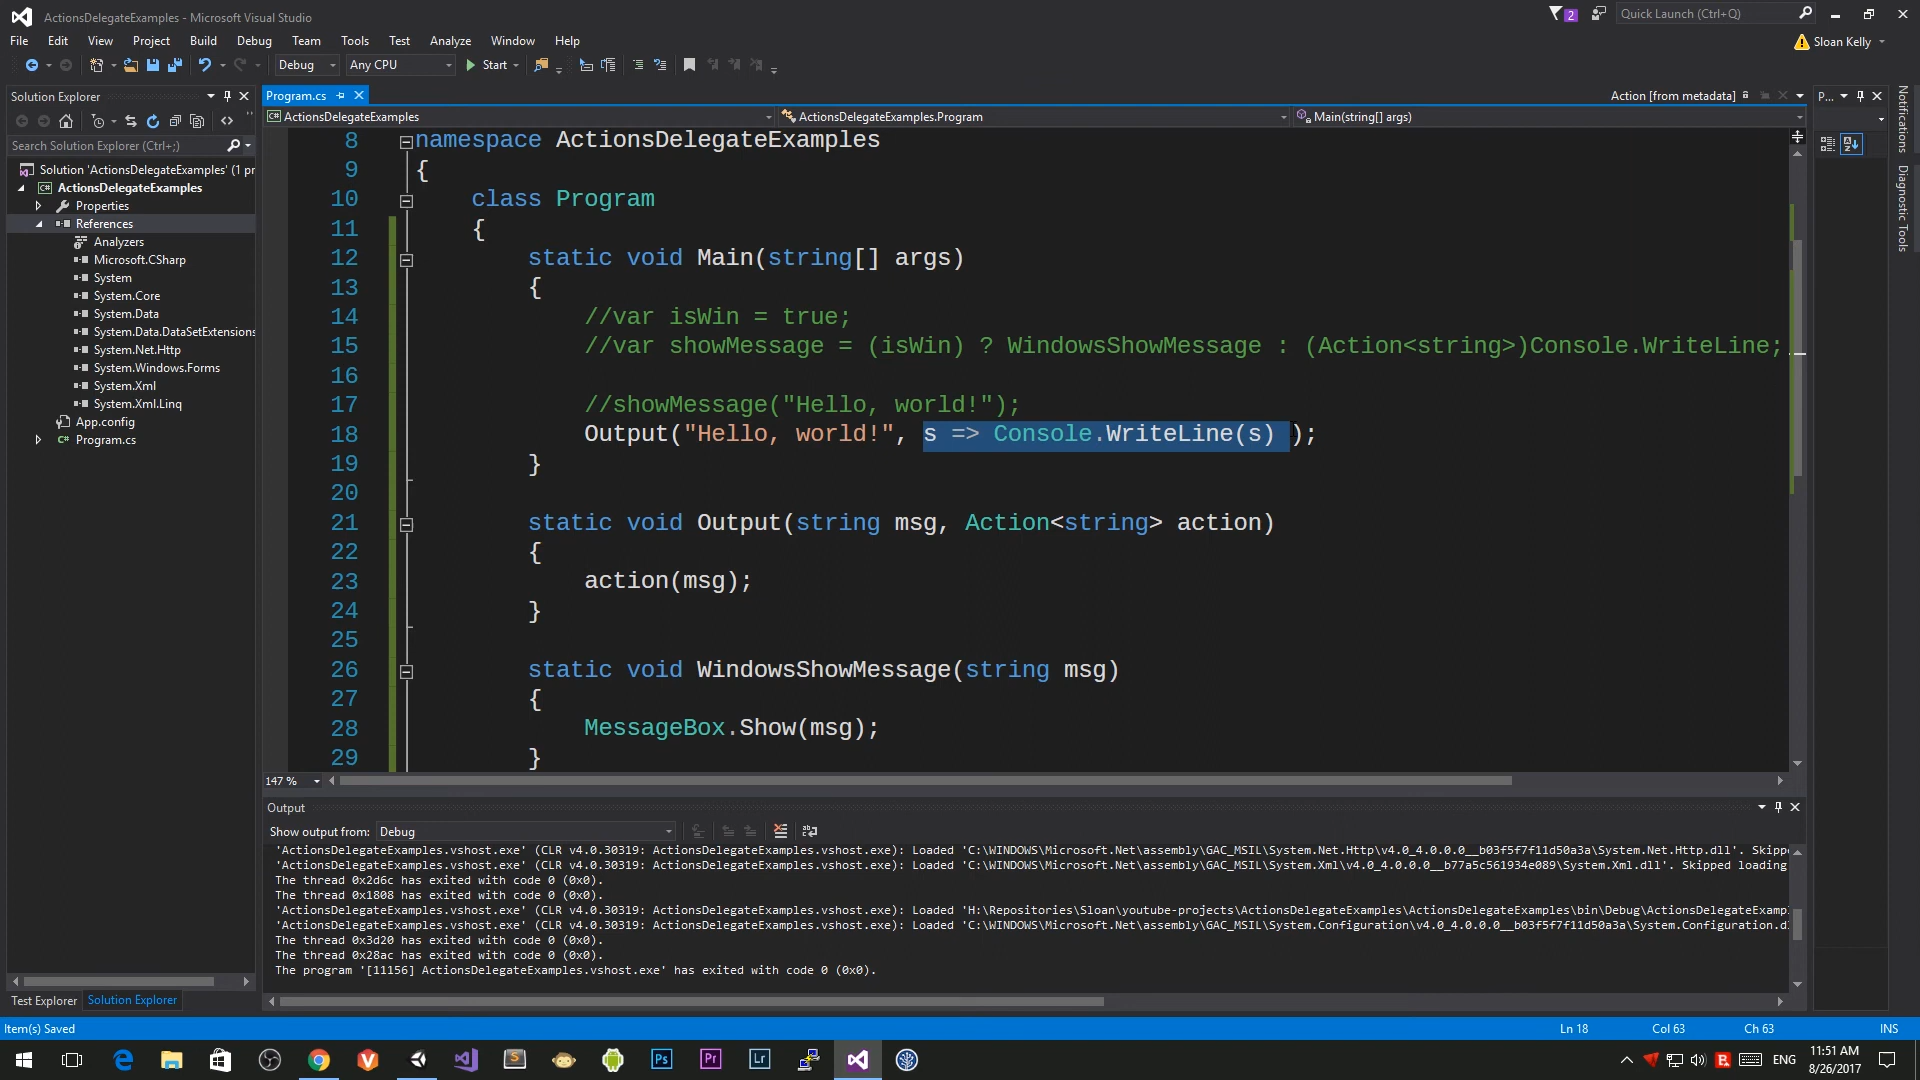 ActionsDelegateExamples - Microsoft Visual Studio
2
Quick Launch (Ctrl+Q)
File Edit View Project Build Debug Team Tools Test Analyze Window Help
Sloan Kelly
Debug Any CPU Start
Solution Explorer
Program.cs
Action [from metadata]
P...
ActionsDelegateExamples
ActionsDelegateExamples.Program
Main(string[] args)
Search Solution Explorer (Ctrl+;)
Solution 'ActionsDelegateExamples' (1 pr
ActionsDelegateExamples
Properties
References
Analyzers
Microsoft.CSharp
System
System.Core
System.Data
System.Data.DataSetExtensions
System.Net.Http
System.Windows.Forms
System.Xml
System.Xml.Linq
App.config
Program.cs
Test Explorer Solution Explorer
8 namespace ActionsDelegateExamples
9 {
10 class Program
11 {
12 static void Main(string[] args)
13 {
14 //var isWin = true;
15 //var showMessage = (isWin) ? WindowsShowMessage : (Action<string>)Console.WriteLine;
16
17 //showMessage("Hello, world!");
18 Output("Hello, world!", s => Console.WriteLine(s) );
19 }
20
21 static void Output(string msg, Action<string> action)
22 {
23 action(msg);
24 }
25
26 static void WindowsShowMessage(string msg)
27 {
28 MessageBox.Show(msg);
29 }
147 %
Notifications
Diagnostic Tools
Output
Show output from: Debug
'ActionsDelegateExamples.vshost.exe' (CLR v4.0.30319: ActionsDelegateExamples.vshost.exe): Loaded 'C:\WINDOWS\Microsoft.Net\assembly\GAC_MSIL\System.Net.Http\v4.0_4.0.0.0__b03f5f7f11d50a3a\System.Net.Http.dll'. Skippe
'ActionsDelegateExamples.vshost.exe' (CLR v4.0.30319: ActionsDelegateExamples.vshost.exe): Loaded 'C:\WINDOWS\Microsoft.Net\assembly\GAC_MSIL\System.Xml\v4.0_4.0.0.0__b77a5c561934e089\System.Xml.dll'. Skipped loading
The thread 0x2d6c has exited with code 0 (0x0).
The thread 0x1808 has exited with code 0 (0x0).
'ActionsDelegateExamples.vshost.exe' (CLR v4.0.30319: ActionsDelegateExamples.vshost.exe): Loaded 'H:\Repositories\Sloan\youtube-projects\ActionsDelegateExamples\ActionsDelegateExamples\bin\Debug\ActionsDelegateExampl
'ActionsDelegateExamples.vshost.exe' (CLR v4.0.30319: ActionsDelegateExamples.vshost.exe): Loaded 'C:\WINDOWS\Microsoft.Net\assembly\GAC_MSIL\System.Configuration\v4.0_4.0.0.0__b03f5f7f11d50a3a\System.Configuration.d
The thread 0x3d20 has exited with code 0 (0x0).
The thread 0x28ac has exited with code 0 (0x0).
The program '[11156] ActionsDelegateExamples.vshost.exe' has exited with code 0 (0x0).
Item(s) Saved
Ln 18 Col 63 Ch 63 INS
Ps Pr Lr
ENG
11:51 AM
8/26/2017